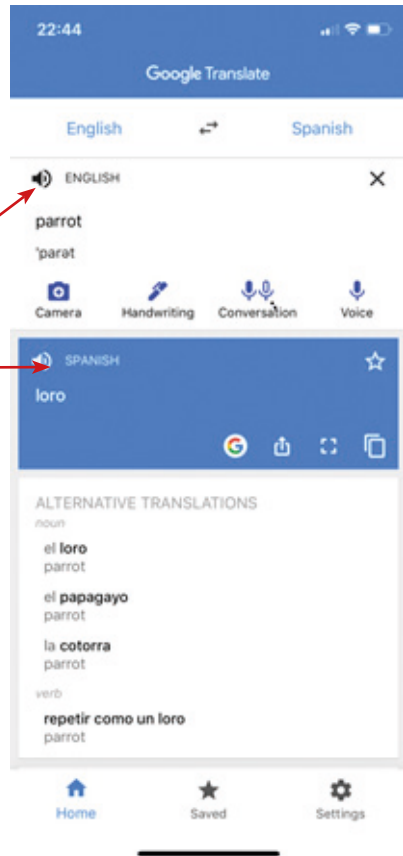 22:44
Google Translate
English Spanish
ENGLISH
parrot
'parət
Camera Handwriting Conversation Voice
SPANISH
loro
G
ALTERNATIVE TRANSLATIONS
noun
el loro
parrot
el papagayo
parrot
la cotorra
parrot
verb
repetir como un loro
parrot
Home Saved Settings